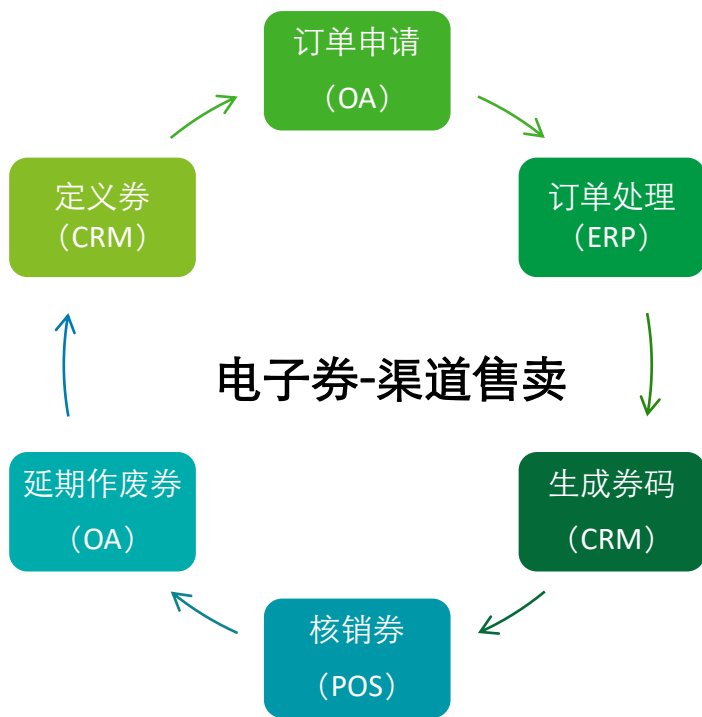 订单申请
（OA）
订单处理
（ERP）
生成券码
（CRM）
核销券
（POS）
延期作废券
（OA）
定义券
（CRM）
电子券-渠道售卖